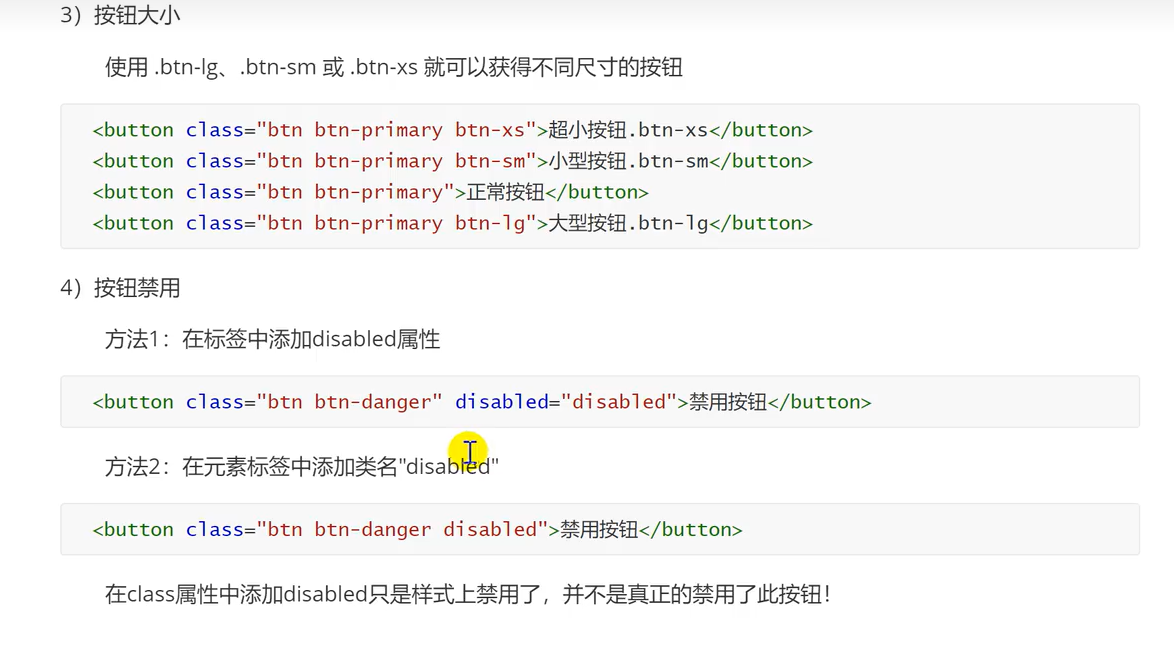 3）按钮大小
使用 .btn-lg、.btn-sm 或 .btn-xs 就可以获得不同尺寸的按钮
<button class="btn btn-primary btn-xs">超小按钮.btn-xs</button>
<button class="btn btn-primary btn-sm">小型按钮.btn-sm</button>
<button class="btn btn-primary">正常按钮</button>
<button class="btn btn-primary btn-lg">大型按钮.btn-lg</button>
4）按钮禁用
方法1：在标签中添加disabled属性
<button class="btn btn-danger" disabled="disabled">禁用按钮</button>
方法2：在元素标签中添加类名"disabled"
<button class="btn btn-danger disabled">禁用按钮</button>
在class属性中添加disabled只是样式上禁用了，并不是真正的禁用了此按钮！